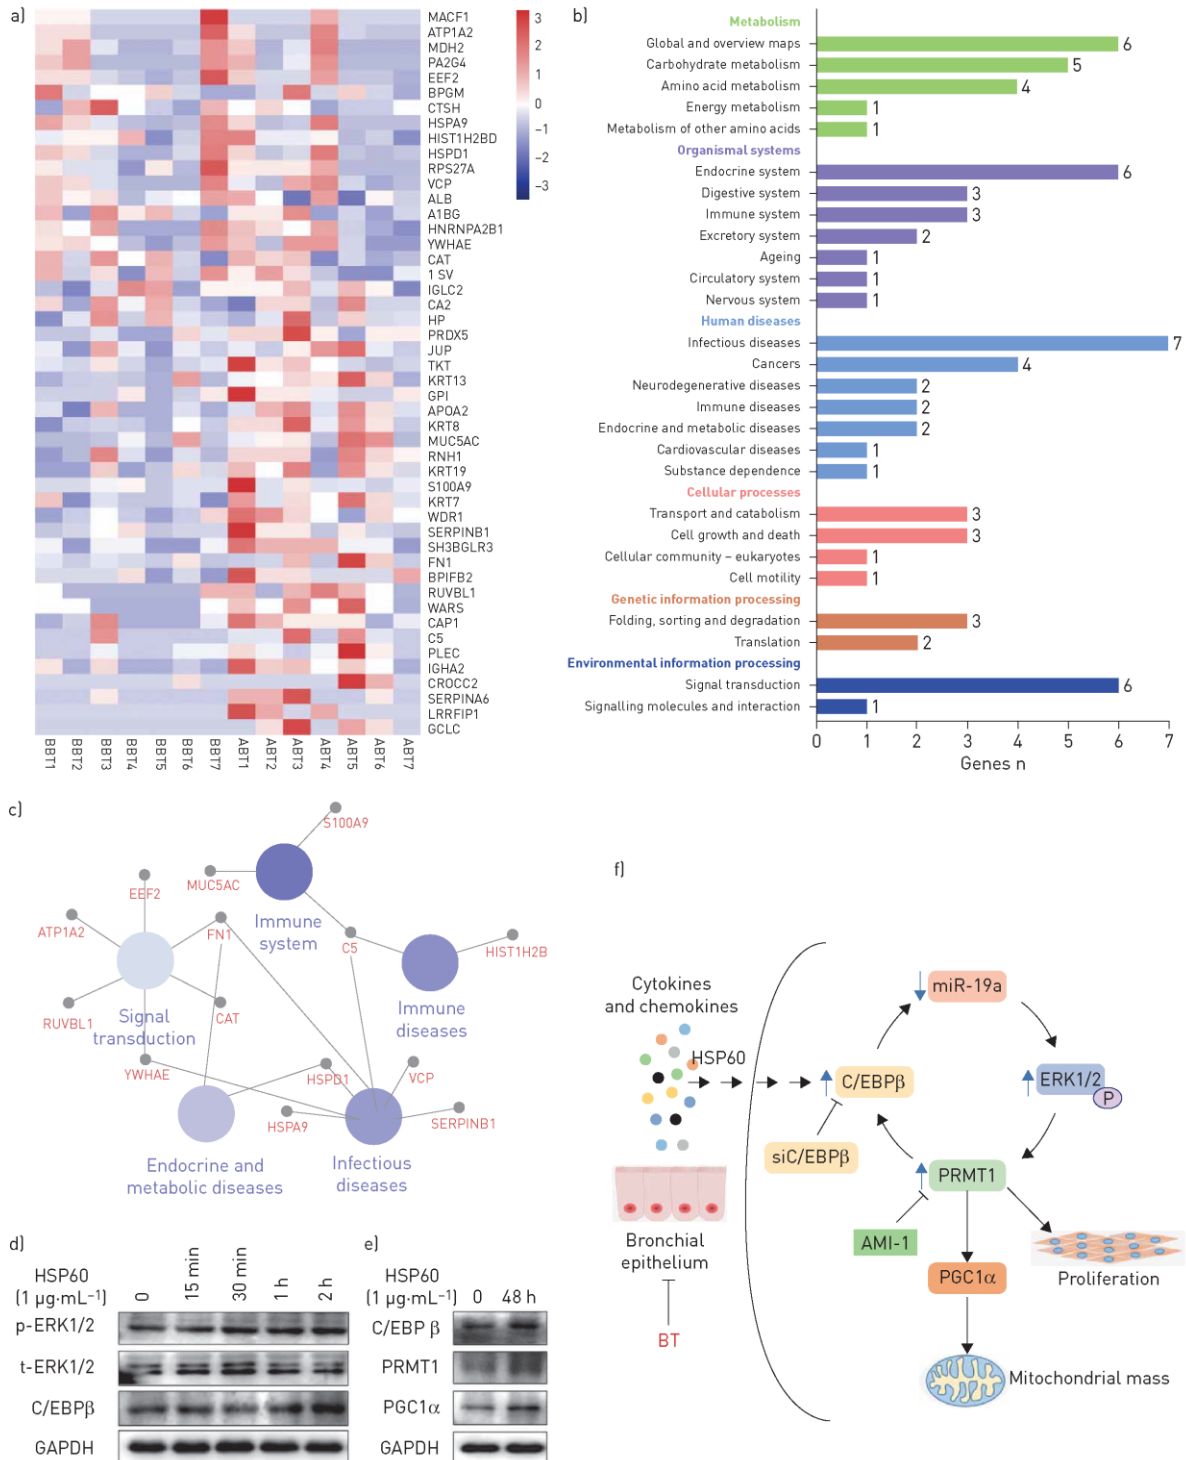 a)
MACF1
ATP1A2
MDH2
PA2G4
EEF2
BPGM
CTSH
HSPA9
HIST1H2BD
HSPD1
RPS27A
VCP
ALB
A1BG
HNRNPA2B1
YWHAE
CAT
1 SV
IGLC2
CA2
HP
PRDX5
JUP
TKT
KRT13
GPI
APOA2
KRT8
MUC5AC
RNH1
KRT19
S100A9
KRT7
WDR1
SERPINB1
SH3BGLR3
FN1
BPIFB2
RUVBL1
WARS
CAP1
C5
PLEC
IGHA2
CROCC2
SERPINA6
LRRFIP1
GCLC
3
2
1
0
−1
−2
−3
BBT1 BBT2 BBT3 BBT4 BBT5 BBT6 BBT7 ABT1 ABT2 ABT3 ABT4 ABT5 ABT6 ABT7
b)
Metabolism
Global and overview maps 6
Carbohydrate metabolism 5
Amino acid metabolism 4
Energy metabolism 1
Metabolism of other amino acids 1
Organismal systems
Endocrine system 6
Digestive system 3
Immune system 3
Excretory system 2
Ageing 1
Circulatory system 1
Nervous system 1
Human diseases
Infectious diseases 7
Cancers 4
Neurodegenerative diseases 2
Immune diseases 2
Endocrine and metabolic diseases 2
Cardiovascular diseases 1
Substance dependence 1
Cellular processes
Transport and catabolism 3
Cell growth and death 3
Cellular community – eukaryotes 1
Cell motility 1
Genetic information processing
Folding, sorting and degradation 3
Translation 2
Environmental information processing
Signal transduction 6
Signalling molecules and interaction 1
0 1 2 3 4 5 6 7
Genes n
c)
S100A9
MUC5AC
EEF2
Immune
system
ATP1A2
FN1
C5
HIST1H2B
Immune
diseases
RUVBL1
Signal
transduction
CAT
YWHAE
HSPD1
VCP
HSPA9
SERPINB1
Endocrine and
metabolic diseases
Infectious
diseases
d)
HSP60
(1 µg·mL−1)
0 15 min 30 min 1 h 2 h
p-ERK1/2
t-ERK1/2
C/EBPβ
GAPDH
e)
HSP60
(1 µg·mL−1)
0 48 h
C/EBP β
PRMT1
PGC1α
GAPDH
f)
Cytokines
and chemokines
HSP60
Bronchial
epithelium
BT
miR-19a
C/EBPβ
ERK1/2
P
siC/EBPβ
PRMT1
AMI-1
PGC1α
Proliferation
Mitochondrial mass